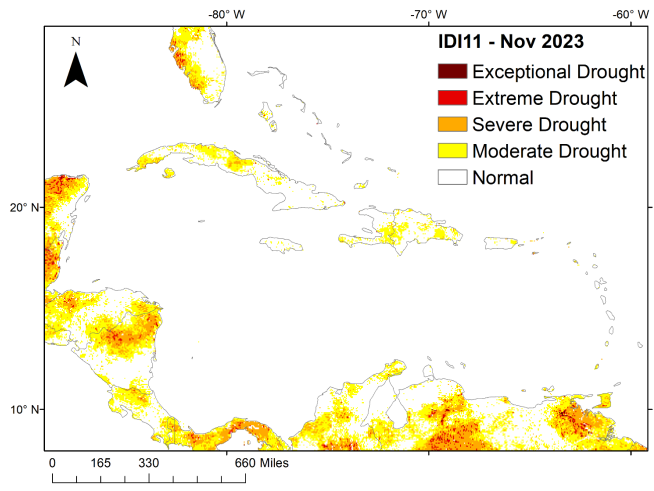 -80° W -70° W -60° W
N
IDI11 - Nov 2023
Exceptional Drought
Extreme Drought
Severe Drought
Moderate Drought
Normal
20° N
10° N
0 165 330 660 Miles